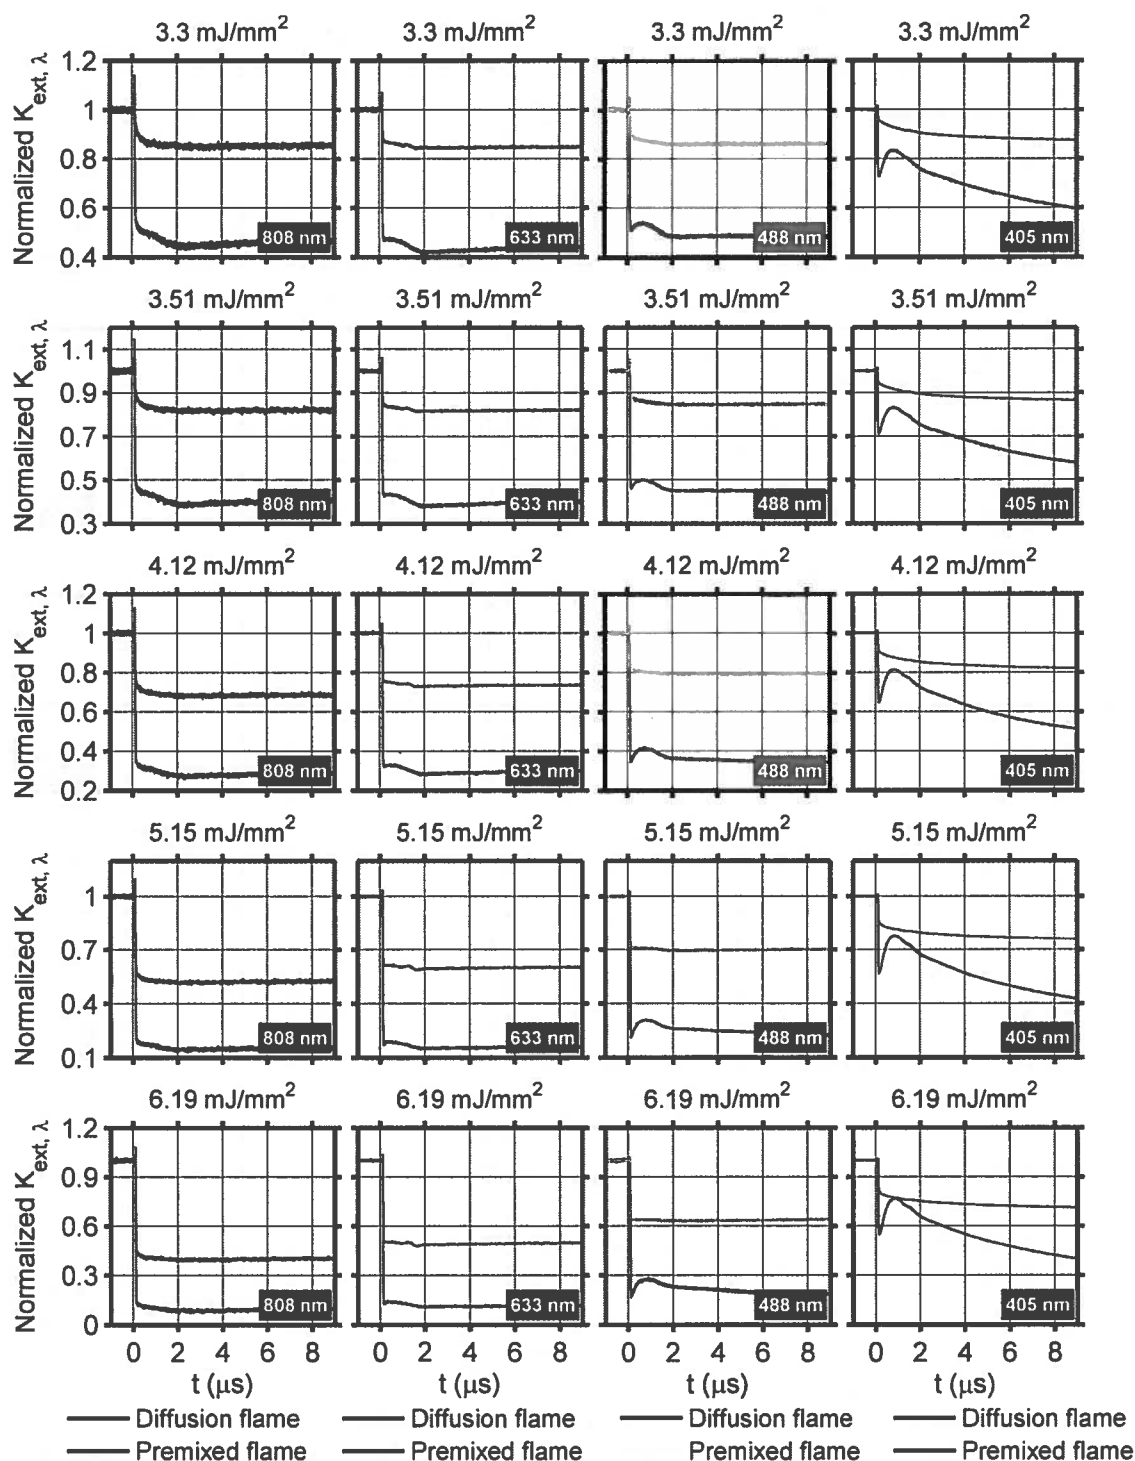 3.3 mJ/mm² 3.3 mJ/mm² 3.3 mJ/mm² 3.3 mJ/mm²
Normalized K_ext, λ
1.2
1
0.8
0.6
0.4
808 nm 633 nm 488 nm 405 nm
3.51 mJ/mm² 3.51 mJ/mm² 3.51 mJ/mm² 3.51 mJ/mm²
Normalized K_ext, λ
1.1
0.9
0.7
0.5
0.3
808 nm 633 nm 488 nm 405 nm
4.12 mJ/mm² 4.12 mJ/mm² 4.12 mJ/mm² 4.12 mJ/mm²
Normalized K_ext, λ
1.2
1
0.8
0.6
0.4
0.2
808 nm 633 nm 488 nm 405 nm
5.15 mJ/mm² 5.15 mJ/mm² 5.15 mJ/mm² 5.15 mJ/mm²
Normalized K_ext, λ
1
0.7
0.4
0.1
808 nm 633 nm 488 nm 405 nm
6.19 mJ/mm² 6.19 mJ/mm² 6.19 mJ/mm² 6.19 mJ/mm²
Normalized K_ext, λ
1.2
0.9
0.6
0.3
0
808 nm 633 nm 488 nm 405 nm
0 2 4 6 8 0 2 4 6 8 0 2 4 6 8 0 2 4 6 8
t (μs) t (μs) t (μs) t (μs)
Diffusion flame Diffusion flame Diffusion flame Diffusion flame
Premixed flame Premixed flame Premixed flame Premixed flame